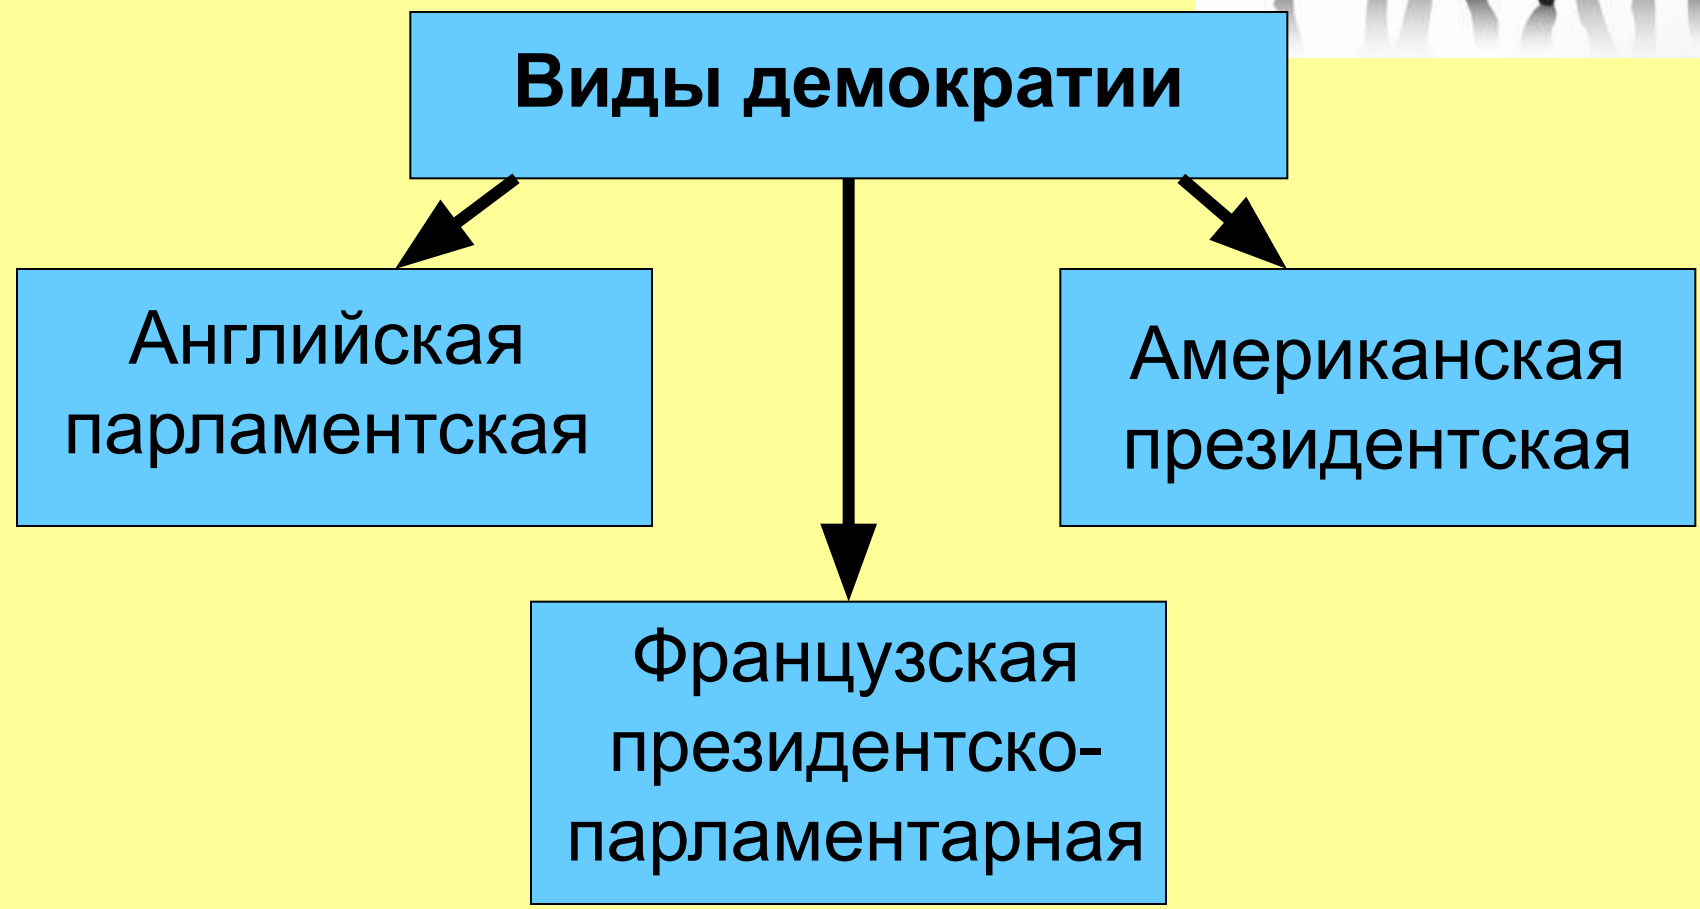 Виды демократии
Английская
парламентская
Американская
президентская
Французская
президентско-
парламентарная